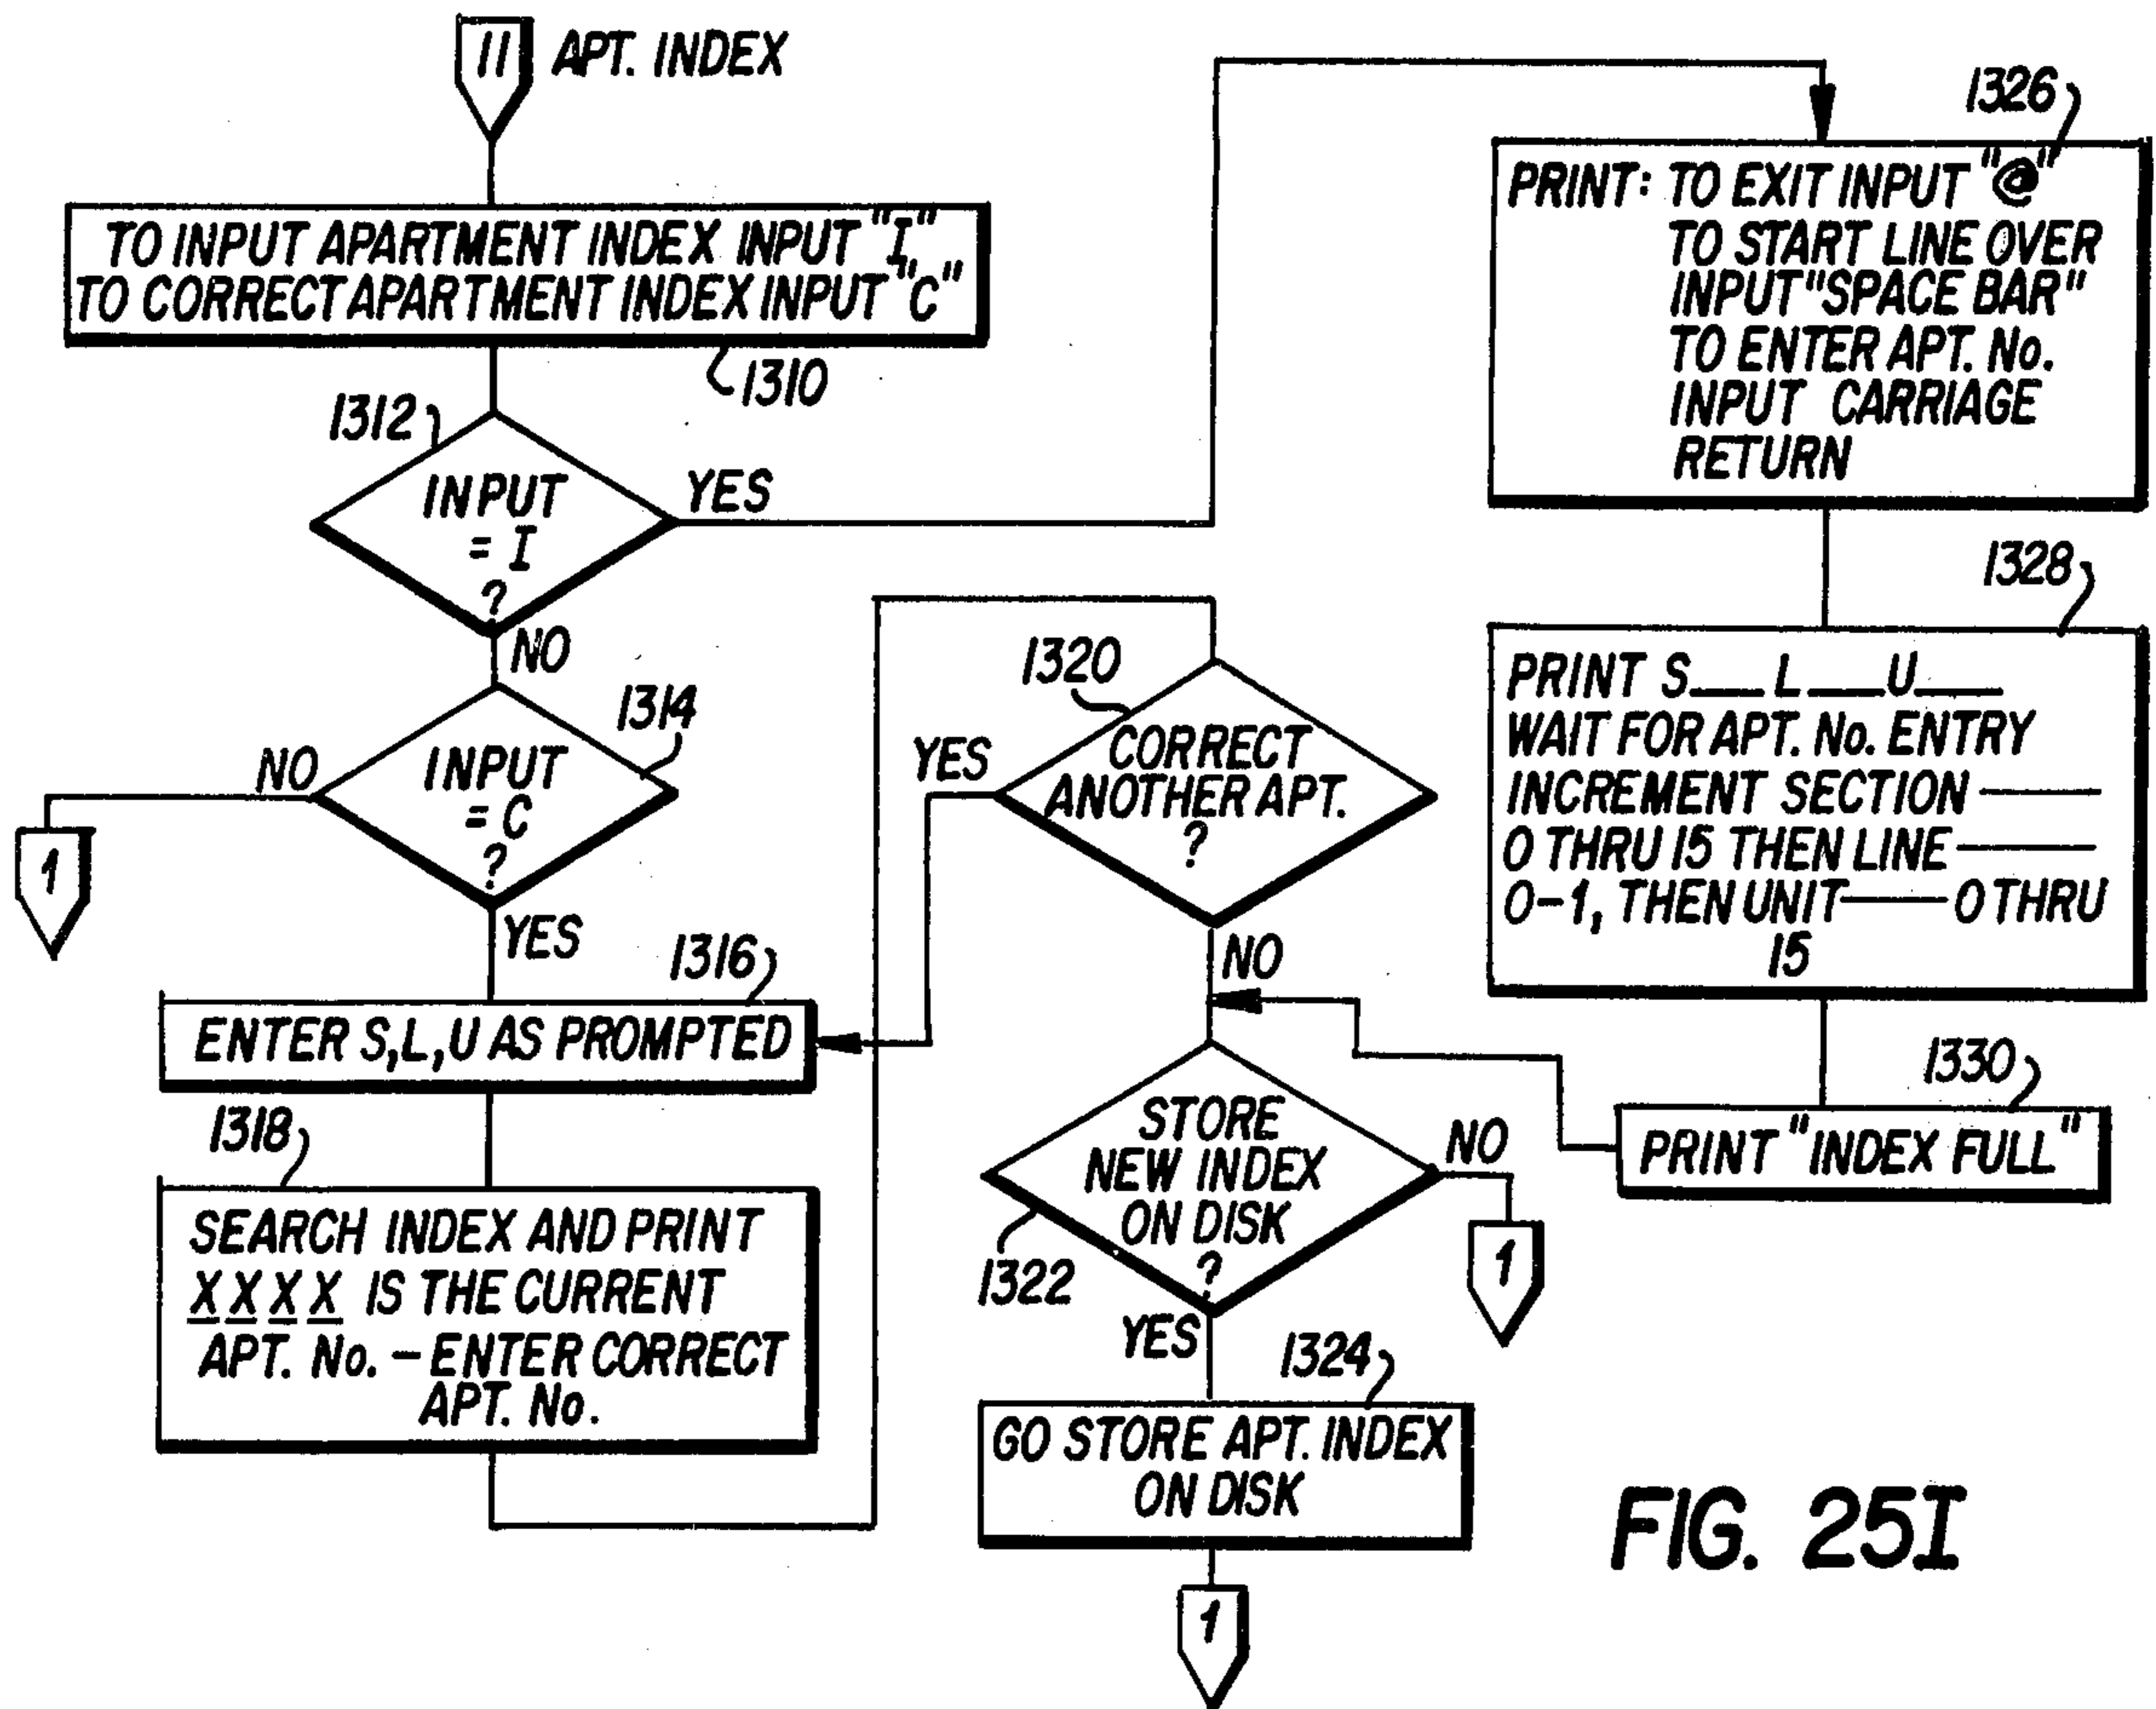 11 APT. INDEX
TO INPUT APARTMENT INDEX INPUT "I"
TO CORRECT APARTMENT INDEX INPUT "C"
1310
1312
INPUT
= I
?
YES
NO
1314
INPUT
= C
?
NO
1
YES
1316
ENTER S,L,U AS PROMPTED
1318
SEARCH INDEX AND PRINT
X X X X IS THE CURRENT
APT. No. - ENTER CORRECT
APT. No.
1320
CORRECT
ANOTHER APT.
?
YES
NO
STORE
NEW INDEX
ON DISK
?
1322
NO
1
YES
1324
GO STORE APT. INDEX
ON DISK
1
1326
PRINT: TO EXIT INPUT "@"
TO START LINE OVER
INPUT "SPACE BAR"
TO ENTER APT. No.
INPUT CARRIAGE
RETURN
1328
PRINT S___ L___ U___
WAIT FOR APT. No. ENTRY
INCREMENT SECTION ——
0 THRU 15 THEN LINE ——
0-1, THEN UNIT —— 0 THRU
15
1330
PRINT "INDEX FULL"
FIG. 25I